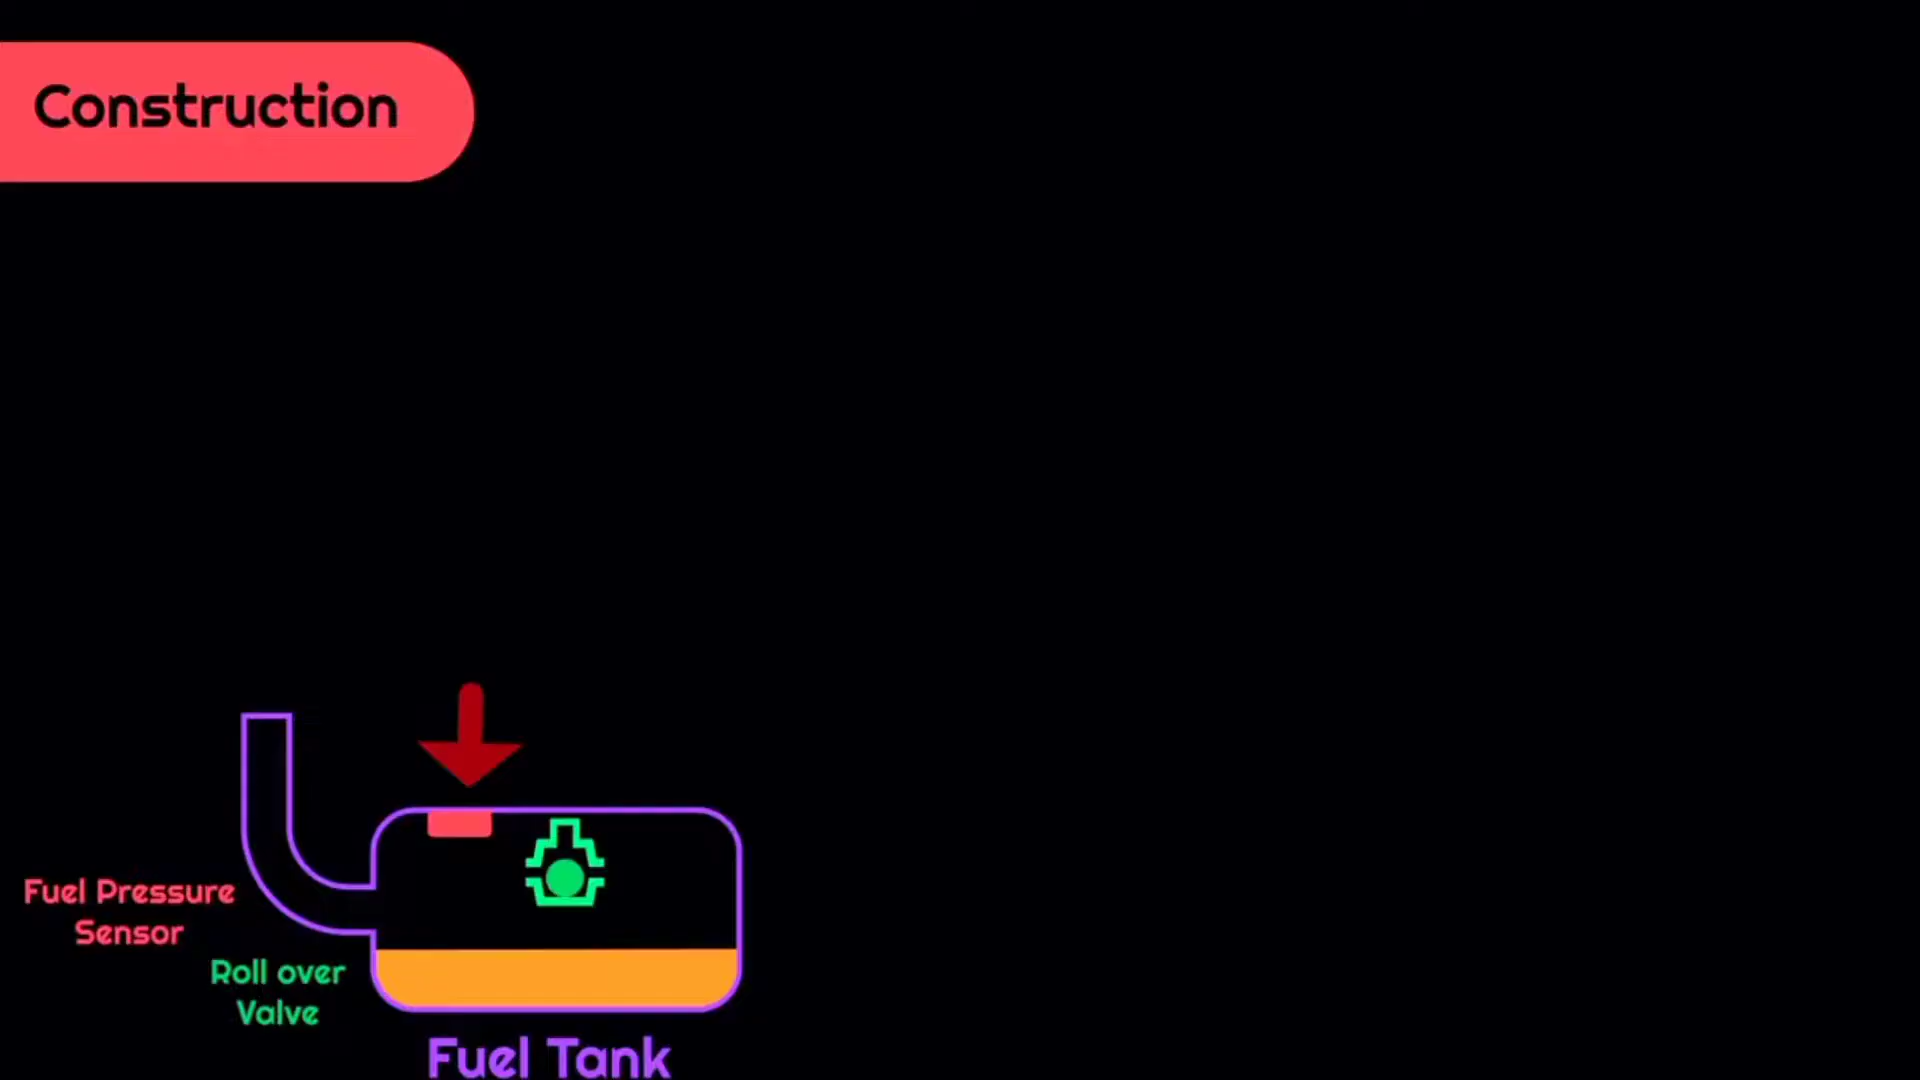 Construction
Fuel Pressure
Sensor
Roll over
Valve
Fuel Tank